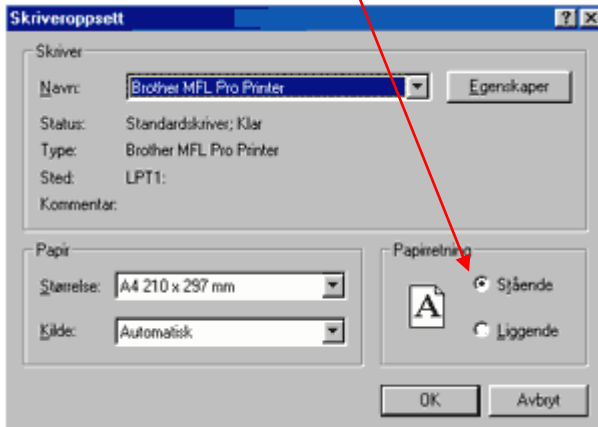 Skriveroppsett
Skriver
Navn: Brother MFL Pro Printer Egenskaper
Status: Standardskriver; Klar
Type: Brother MFL Pro Printer
Sted: LPT1:
Kommentar:
Papir
Størrelse: A4 210 x 297 mm
Kilde: Automatisk
Papirretning
A
Stående
Liggende
OK Avbryt